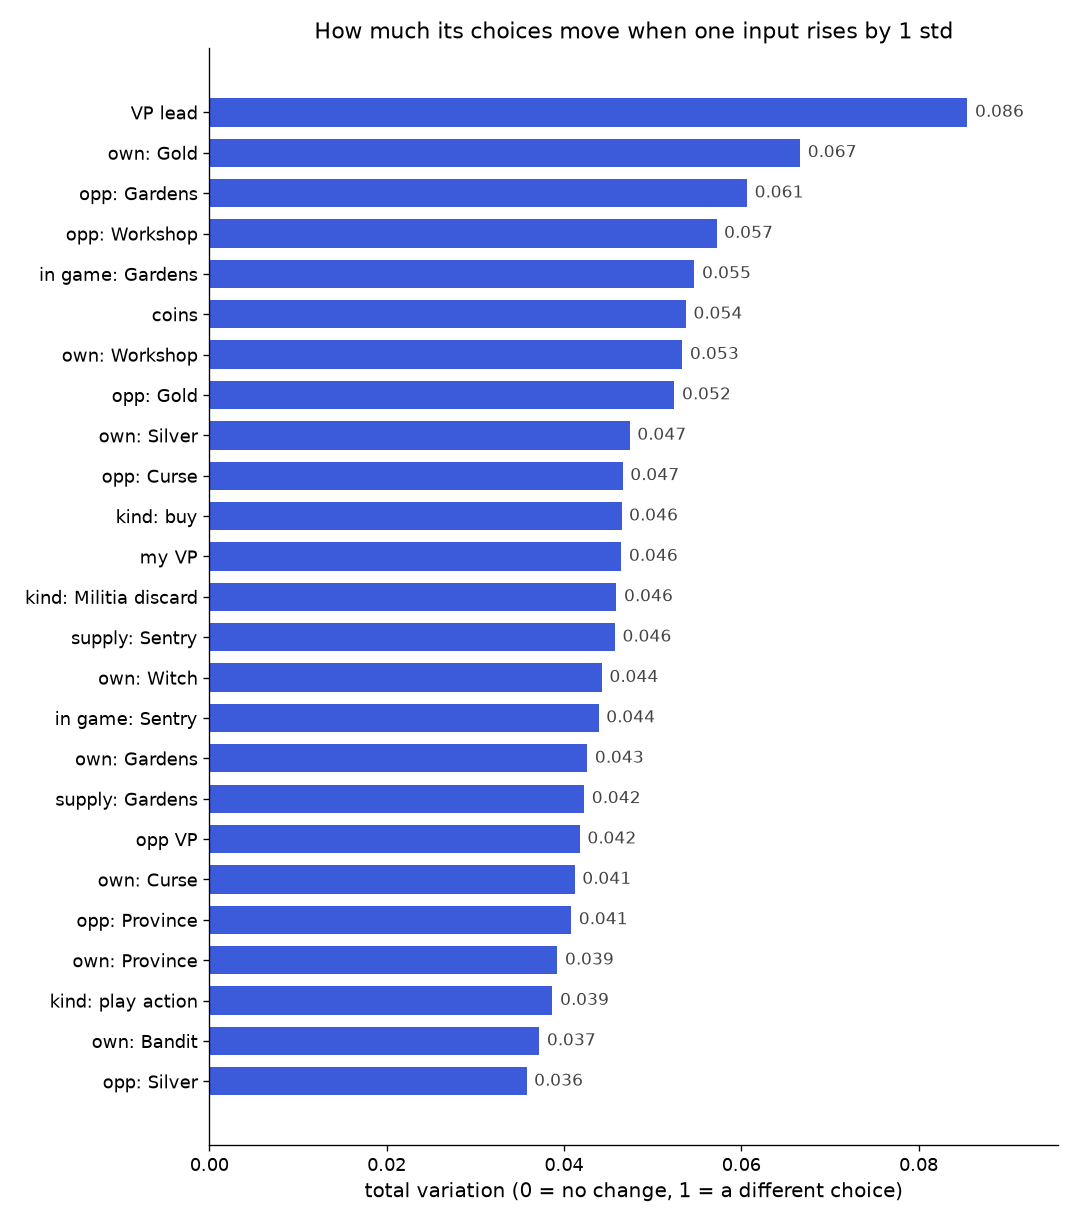 How much its choices move when one input rises by 1 std
VP lead 0.086
own: Gold 0.067
opp: Gardens 0.061
opp: Workshop 0.057
in game: Gardens 0.055
coins 0.054
own: Workshop 0.053
opp: Gold 0.052
own: Silver 0.047
opp: Curse 0.047
kind: buy 0.046
my VP 0.046
kind: Militia discard 0.046
supply: Sentry 0.046
own: Witch 0.044
in game: Sentry 0.044
own: Gardens 0.043
supply: Gardens 0.042
opp VP 0.042
own: Curse 0.041
opp: Province 0.041
own: Province 0.039
kind: play action 0.039
own: Bandit 0.037
opp: Silver 0.036
0.00 0.02 0.04 0.06 0.08
total variation (0 = no change, 1 = a different choice)